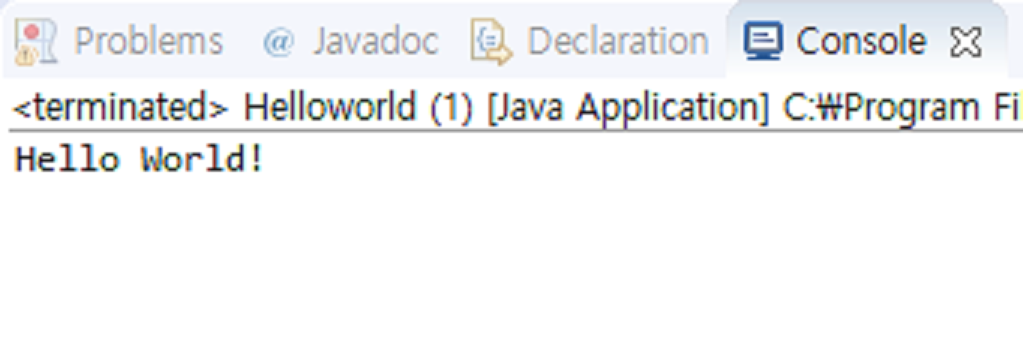 Problems @ Javadoc Declaration Console
<terminated> Helloworld (1) [Java Application] C:₩Program Fi
Hello World!